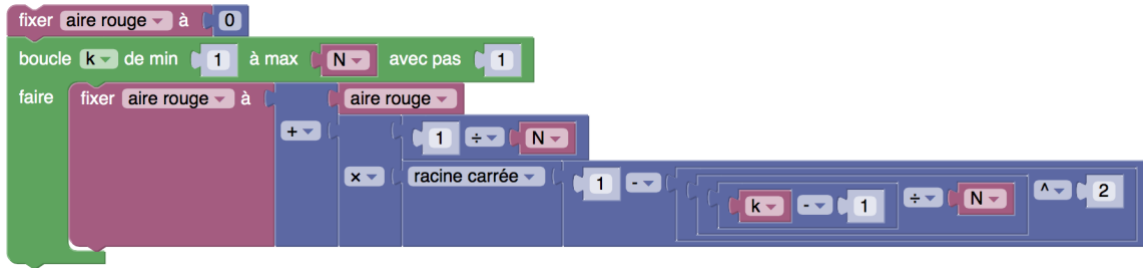 fixer aire rouge à 0
boucle k de min 1 à max N avec pas 1
faire fixer aire rouge à aire rouge
+ 1 ÷ N
× racine carrée 1 - k - 1 ÷ N ^ 2